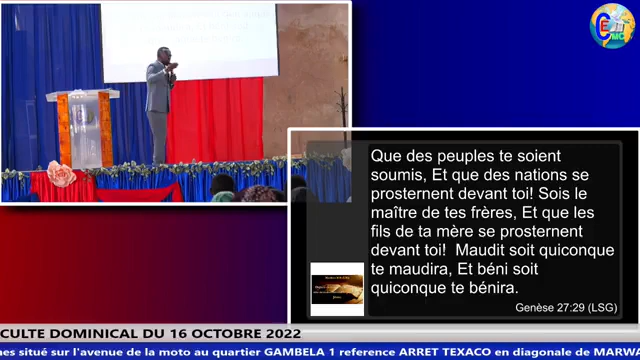 CMC
Que des peuples te soient
soumis, Et que des nations se
prosternent devant toi! Sois le
maître de tes frères, Et que les
fils de ta mère se prosternent
devant toi!  Maudit soit quiconque
te maudira, Et béni soit
quiconque te bénira.
Genèse 27:29 (LSG)
CULTE DOMINICAL DU 16 OCTOBRE 2022
nes situé sur l'avenue de la moto au quartier GAMBELA 1 reference ARRET TEXACO en diagonale de MARWA